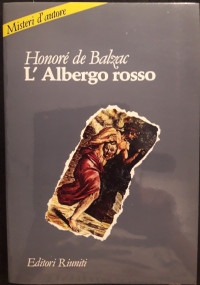 Misteri d'autore
Honoré de Balzac
L'Albergo rosso
Editori Riuniti